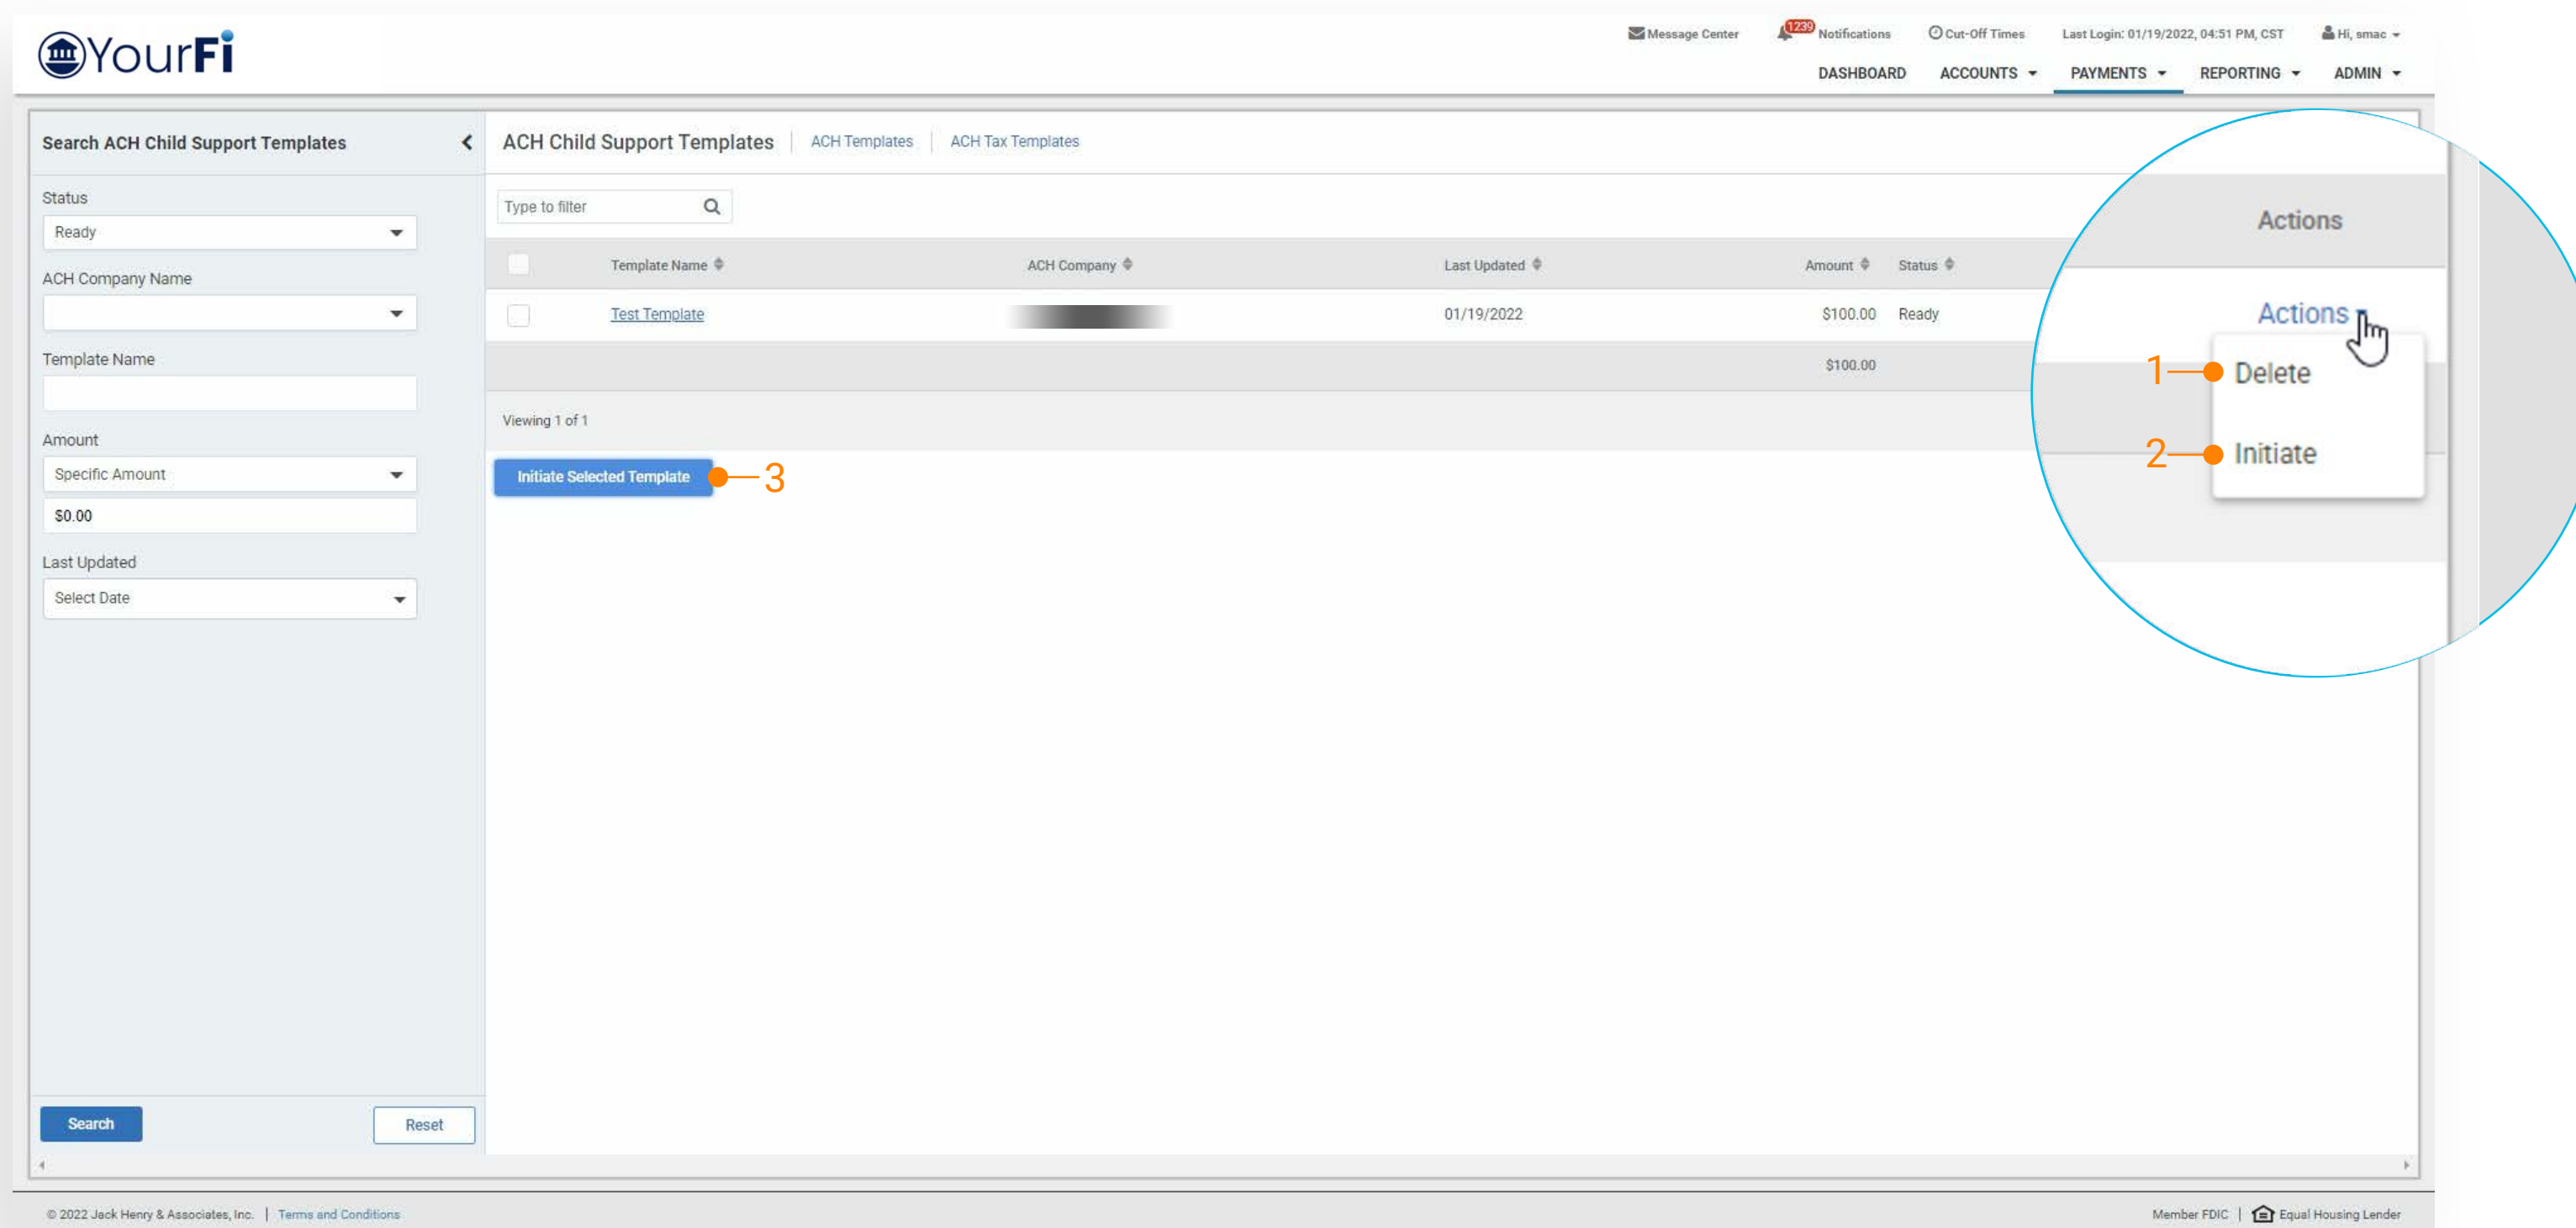 YourFi
Message Center 1239 Notifications Cut-Off Times Last Login: 01/19/2022, 04:51 PM, CST Hi, smac
DASHBOARD ACCOUNTS PAYMENTS REPORTING ADMIN
Search ACH Child Support Templates
ACH Child Support Templates | ACH Templates | ACH Tax Templates
Status
Ready
ACH Company Name
Template Name
Amount
Specific Amount
$0.00
Last Updated
Select Date
Search Reset
Type to filter
Template Name ACH Company Last Updated Amount Status
Test Template 01/19/2022 $100.00 Ready
$100.00
Viewing 1 of 1
Initiate Selected Template 3
Actions
Actions
1 Delete
2 Initiate
© 2022 Jack Henry & Associates, Inc. | Terms and Conditions
Member FDIC | Equal Housing Lender